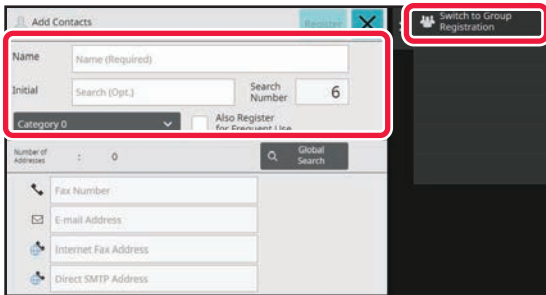 Add Contacts
Register
Switch to Group
Registration
Name
Name (Required)
Initial
Search (Opt.)
Search
Number
6
Category 0
Also Register
for Frequent Use
Number of
Addresses
:
0
Global
Search
Fax Number
E-mail Address
Internet Fax Address
Direct SMTP Address